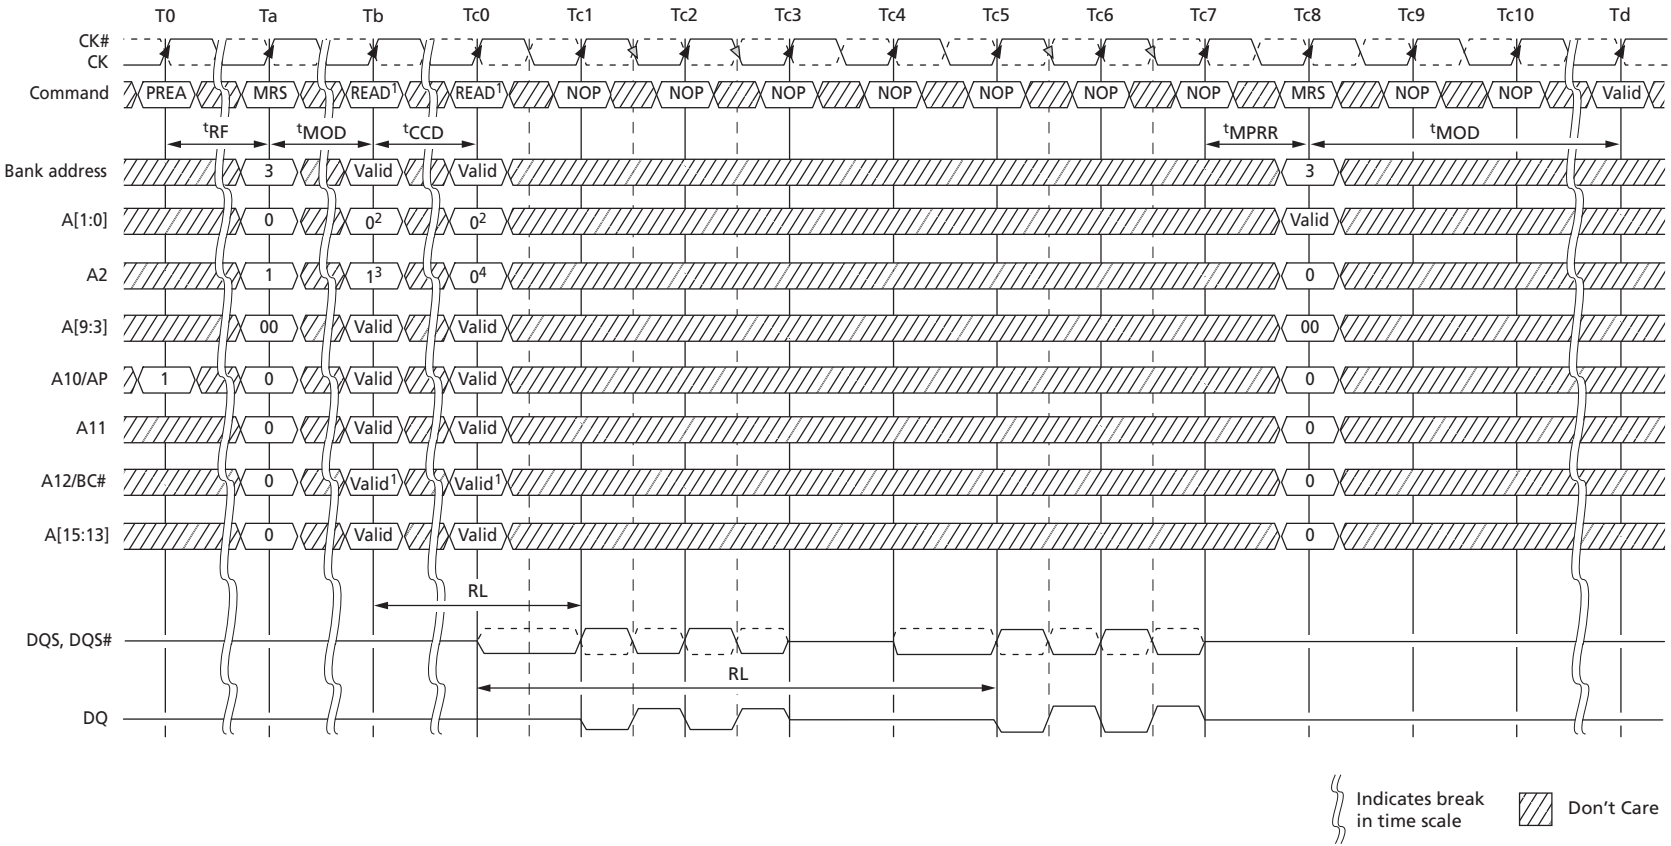 T0 Ta Tb Tc0 Tc1 Tc2 Tc3 Tc4 Tc5 Tc6 Tc7 Tc8 Tc9 Tc10 Td
CK#
CK
Command PREA MRS READ1 READ1 NOP NOP NOP NOP NOP NOP NOP MRS NOP NOP Valid
tRF tMOD tCCD tMPRR tMOD
Bank address 3 Valid Valid 3
A[1:0] 0 02 02 Valid
A2 1 13 04 0
A[9:3] 00 Valid Valid 00
A10/AP 1 0 Valid Valid 0
A11 0 Valid Valid 0
A12/BC# 0 Valid1 Valid1 0
A[15:13] 0 Valid Valid 0
RL
DQS, DQS#
RL
DQ
Indicates break
in time scale
Don't Care